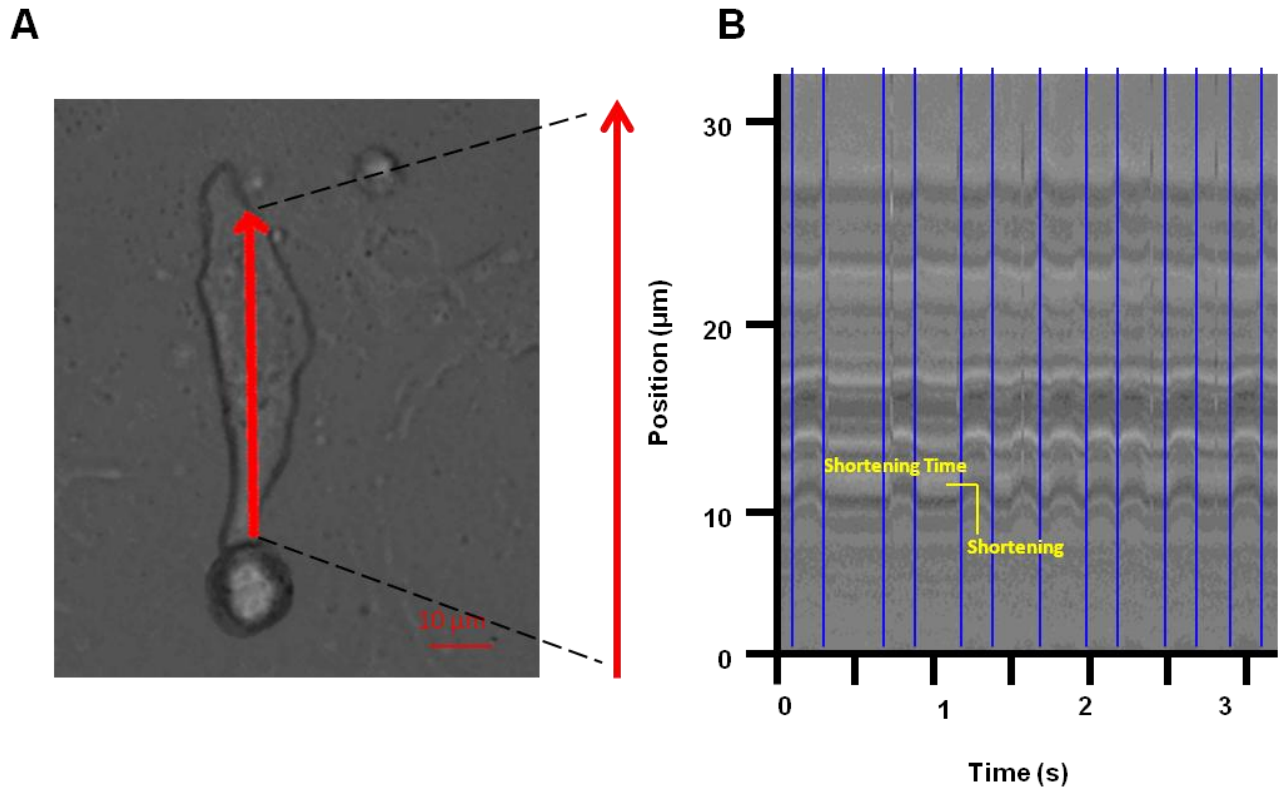 A
B
10 µm
Position (µm)
30
20
10
0
Shortening Time
Shortening
0
1
2
3
Time (s)